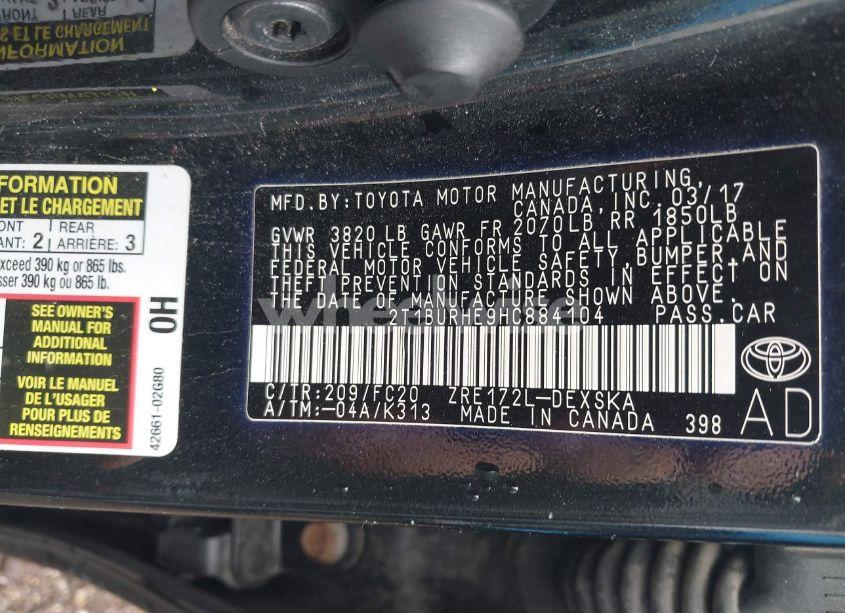 FORMATION
ET LE CHARGEMENT
ONT
REAR
ANT: 2
ARRIÈRE: 3
exceed 390 kg or 865 lbs.
sser 390 kg ou 865 lb.
SEE OWNER'S
MANUAL FOR
ADDITIONAL
INFORMATION
VOIR LE MANUEL
DE L'USAGER
POUR PLUS DE
RENSEIGNEMENTS
OH
42661-02G80
MFD. BY: TOYOTA MOTOR MANUFACTURING,
CANADA, INC. 03/17
GVWR 3820 LB GAWR FR 2070LB, RR 1850LB
THIS VEHICLE CONFORMS TO ALL APPLICABLE
FEDERAL MOTOR VEHICLE SAFETY, BUMPER, AND
THEFT PREVENTION STANDARDS IN EFFECT ON
THE DATE OF MANUFACTURE SHOWN ABOVE.
PASS. CAR
C/TR: 209/FC20 ZRE172L-DEXSKA
A/TM: -04A/K313 MADE IN CANADA 398
AD